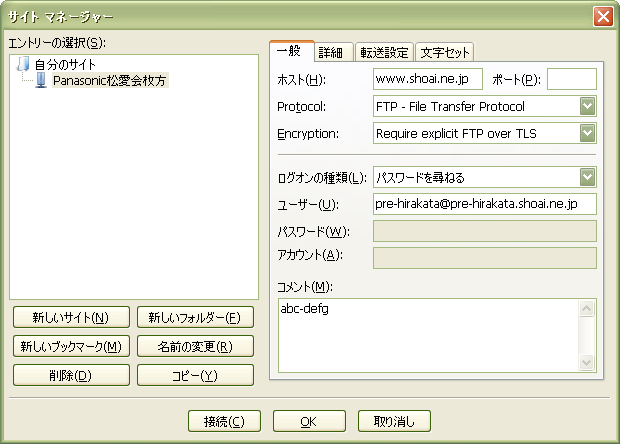 サイト マネージャー
エントリーの選択(S):
自分のサイト
Panasonic松愛会枚方
新しいサイト(N)
新しいフォルダー(F)
新しいブックマーク(M)
名前の変更(R)
削除(D)
コピー(Y)
一般 詳細 転送設定 文字セット
ホスト(H): www.shoai.ne.jp ポート(P):
Protocol: FTP - File Transfer Protocol
Encryption: Require explicit FTP over TLS
ログオンの種類(L): パスワードを尋ねる
ユーザー(U): pre-hirakata@pre-hirakata.shoai.ne.jp
パスワード(W):
アカウント(A):
コメント(M):
abc-defg
接続(C) OK 取り消し